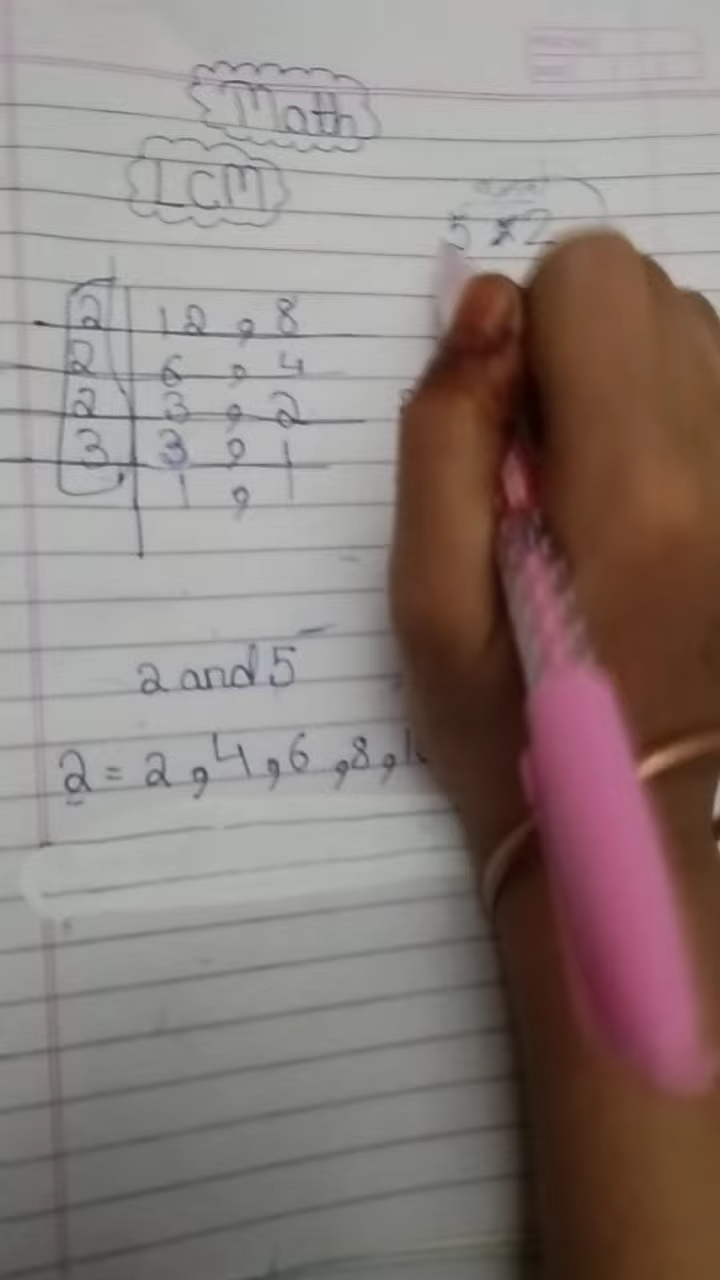 Math
LCM
5 × 2
2 | 12 , 8
2 | 6 , 4
2 | 3 , 2
3 | 3 , 1
1 , 1
2 and 5
2 = 2 , 4 , 6 , 8 ,